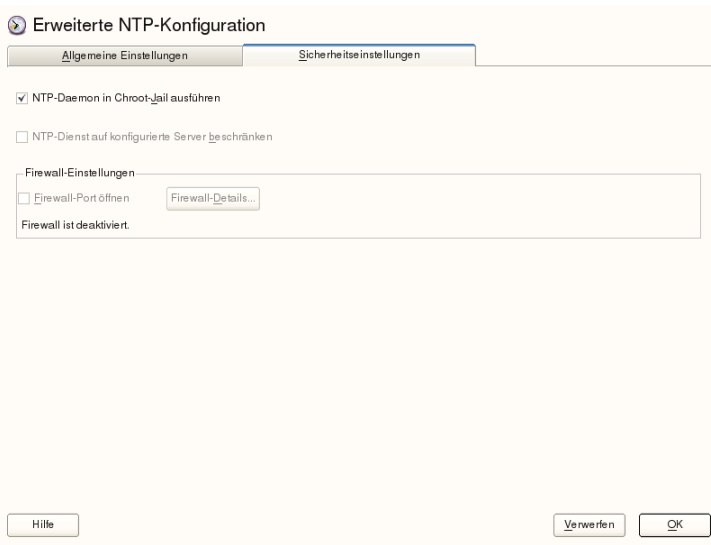 Erweiterte NTP-Konfiguration
Allgemeine Einstellungen Sicherheitseinstellungen
NTP-Daemon in Chroot-Jail ausführen
NTP-Dienst auf konfigurierte Server beschränken
Firewall-Einstellungen
Firewall-Port öffnen Firewall-Details...
Firewall ist deaktiviert.
Hilfe Verwerfen OK